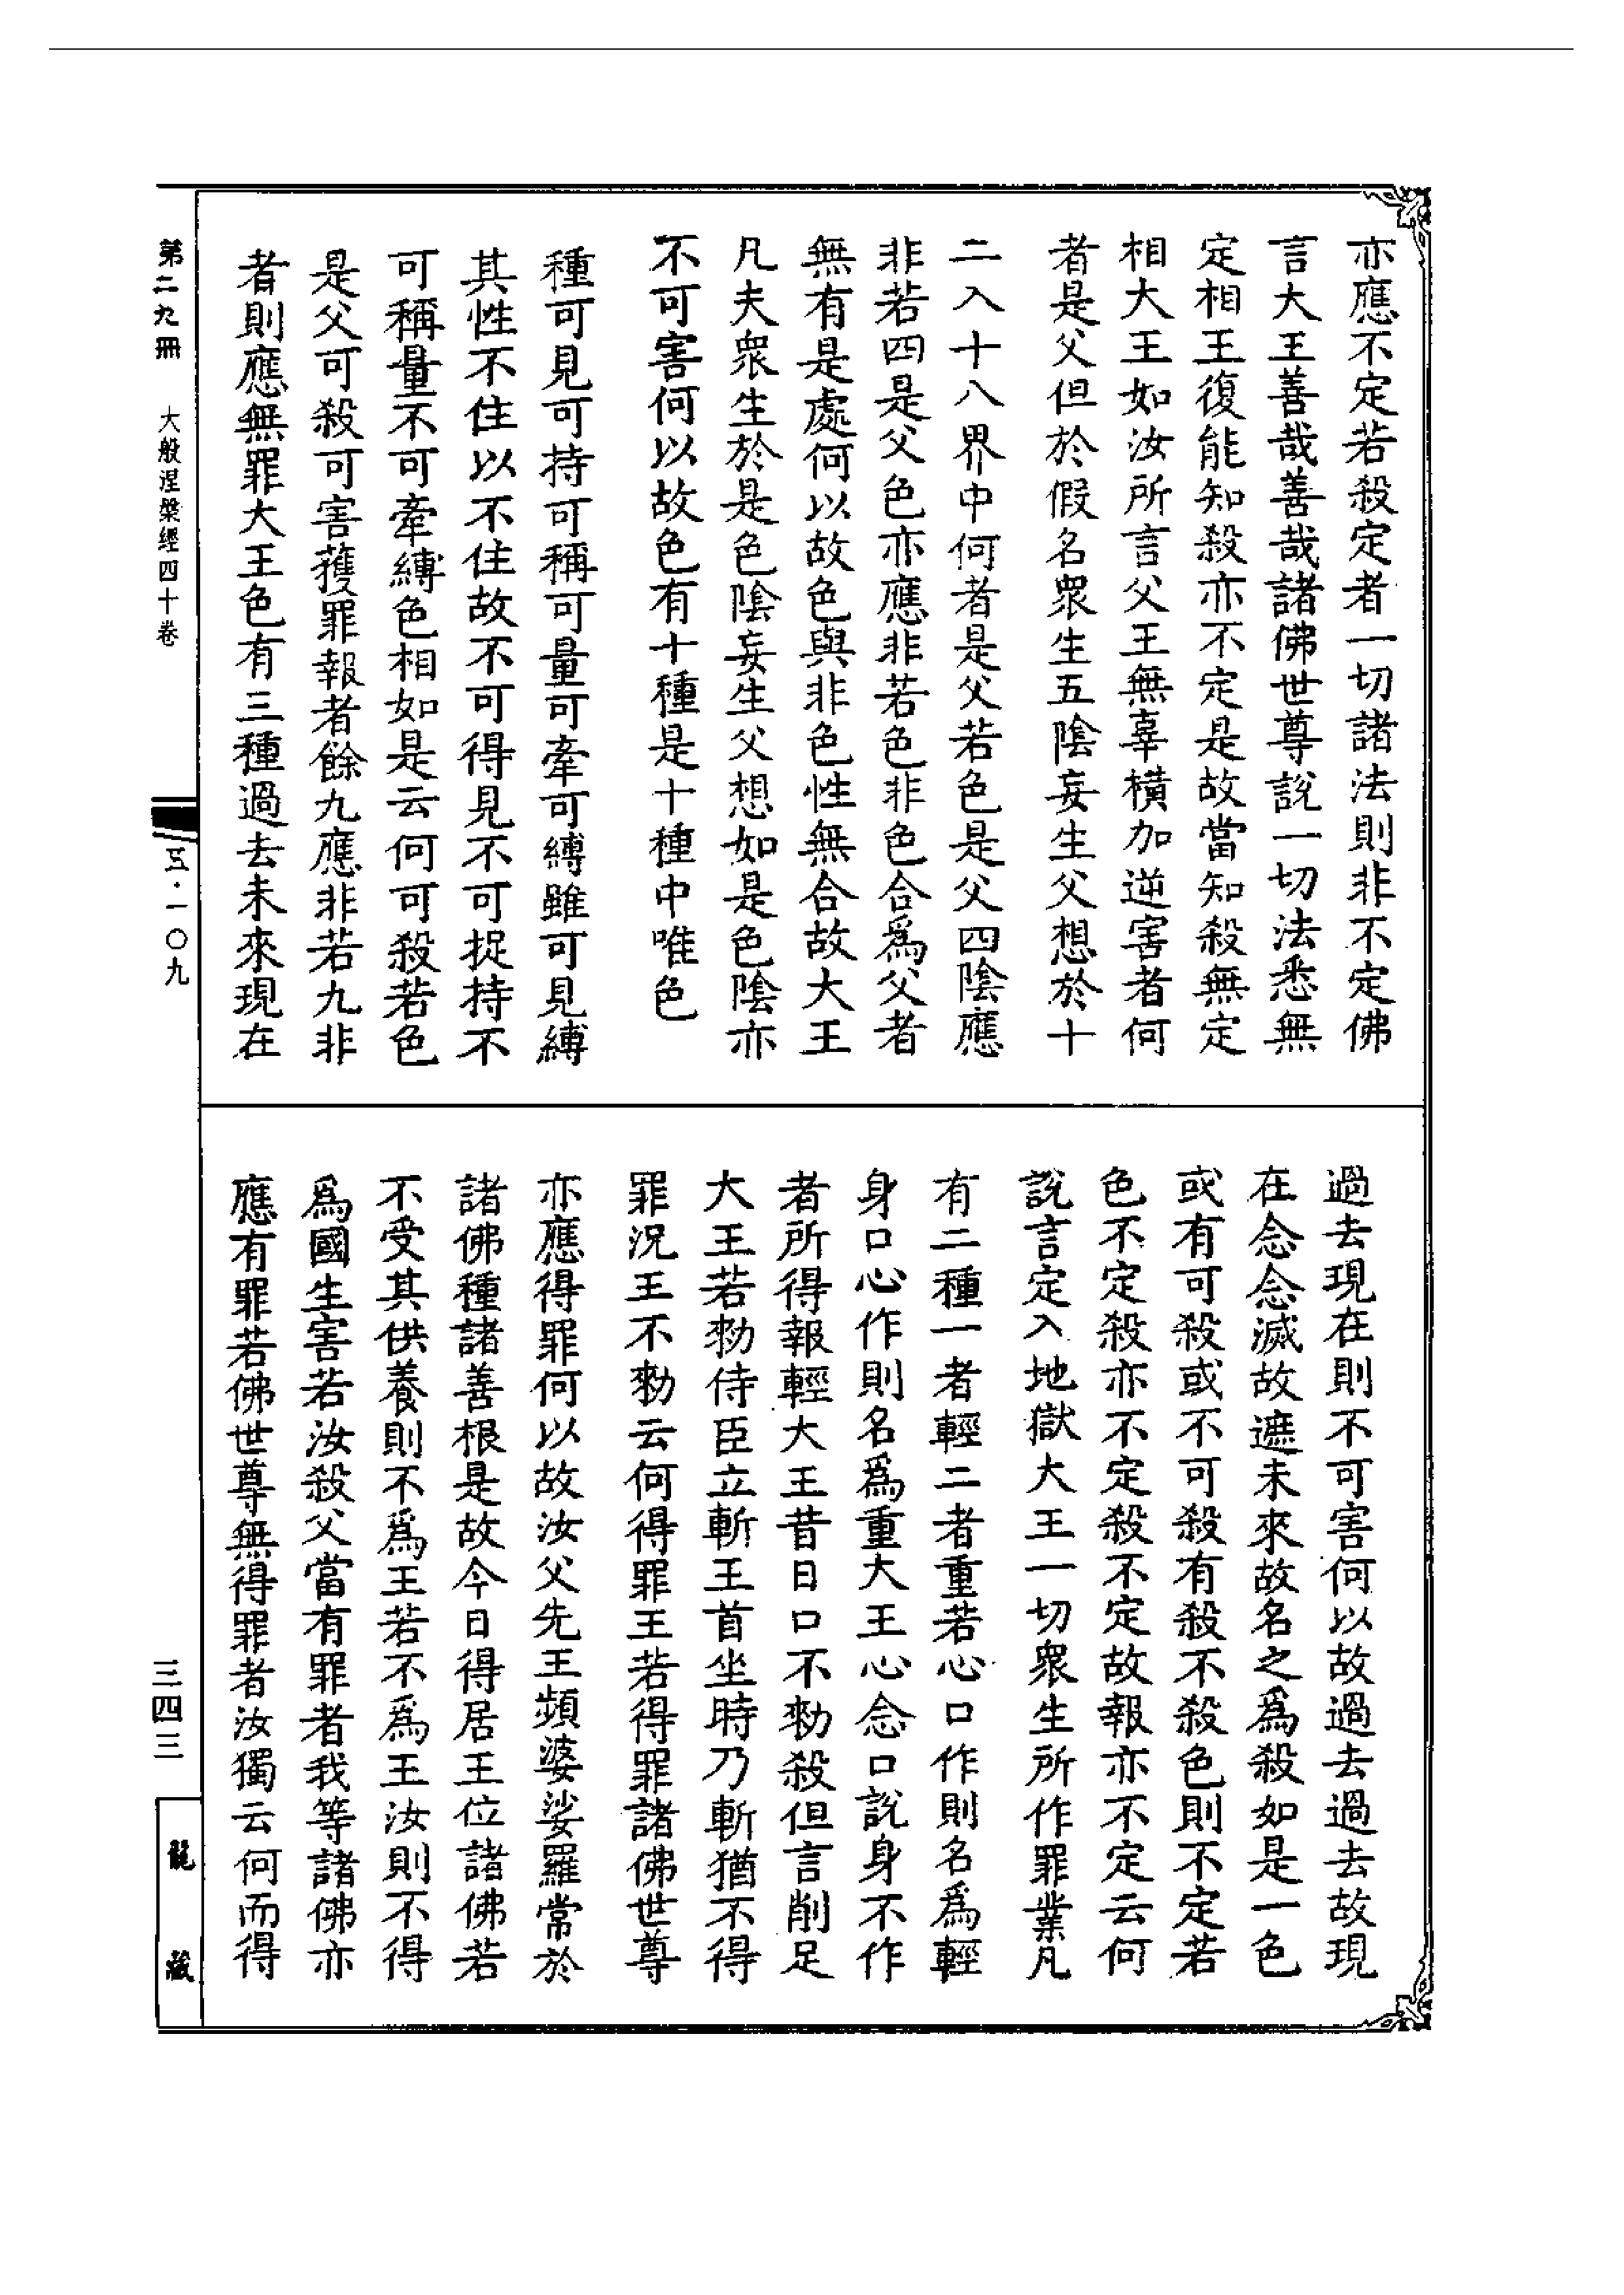 亦應不定若殺定者一切諸法則非不定佛
言大王善哉善哉諸佛世尊說一切法悉無
定相王復能知殺亦不定是故當知殺無定
相大王如汝所言父王無辜橫加逆害者何
者是父但於假名眾生五陰妄生父想於十
二入十八界中何者是父若色是父四陰應
非若四是父色亦應非若色非色合為父者
無有是處何以故色與非色性無合故大王
凡夫眾生於是色陰妄生父想如是色陰亦
不可害何以故色有十種是十種中唯色一
種可見可持可稱可量可牽可縛雖可見縛
其性不住以不住故不可得見不可捉持不
可稱量不可牽縛色相如是云何可殺若色
是父可殺可害獲罪報者餘九應非若九非
者則應無罪大王色有三種過去未來現在
過去現在則不可害何以故過去過去故現
在念念滅故遮未來故名之為殺如是一色
或有可殺或不可殺有殺不殺色則不定若
色不定殺亦不定殺不定故報亦不定云何
說言定入地獄大王一切眾生所作罪業凡
有二種一者輕二者重若心口作則名為輕
身口心作則名為重大王心念口說身不作
者所得報輕大王昔日口不勑殺但言削足
大王若勑侍臣立斬王首坐時乃斬猶不得
罪況王不勑云何得罪王若得罪諸佛世尊
亦應得罪何以故汝父先王頻婆娑羅常於
諸佛種諸善根是故今日得居王位諸佛若
不受其供養則不為王若不為王汝則不得
為國生害若汝殺父當有罪者我等諸佛亦
應有罪若佛世尊無得罪者汝獨云何而得
第二九冊 大般涅槃經四十卷
五·一〇九
三四三
龍藏